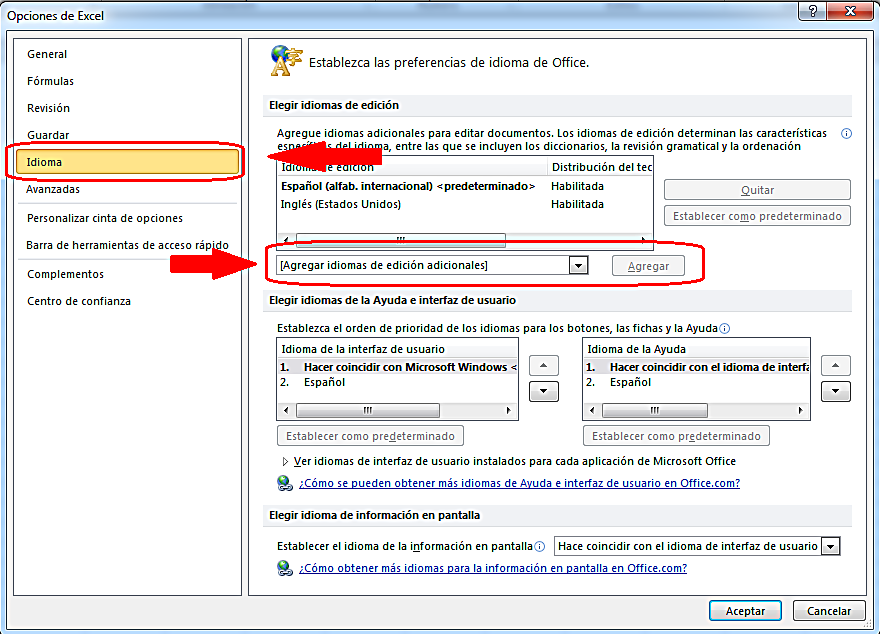 Opciones de Excel
General
Fórmulas
Revisión
Guardar
Idioma
Avanzadas
Personalizar cinta de opciones
Barra de herramientas de acceso rápido
Complementos
Centro de confianza
Establezca las preferencias de idioma de Office.
Elegir idiomas de edición
Agregue idiomas adicionales para editar documentos. Los idiomas de edición determinan las características
específicas del idioma, entre las que se incluyen los diccionarios, la revisión gramatical y la ordenación
Idioma de edición Distribución del tec
Español (alfab. internacional) <predeterminado> Habilitada
Inglés (Estados Unidos) Habilitada
Quitar
Establecer como predeterminado
[Agregar idiomas de edición adicionales] Agregar
Elegir idiomas de la Ayuda e interfaz de usuario
Establezca el orden de prioridad de los idiomas para los botones, las fichas y la Ayuda
Idioma de la interfaz de usuario
1. Hacer coincidir con Microsoft Windows <
2. Español
Establecer como predeterminado
Idioma de la Ayuda
1. Hacer coincidir con el idioma de interfa
2. Español
Establecer como predeterminado
Ver idiomas de interfaz de usuario instalados para cada aplicación de Microsoft Office
¿Cómo se pueden obtener más idiomas de Ayuda e interfaz de usuario en Office.com?
Elegir idioma de información en pantalla
Establecer el idioma de la información en pantalla Hace coincidir con el idioma de interfaz de usuario
¿Cómo obtener más idiomas para la información en pantalla en Office.com?
Aceptar Cancelar